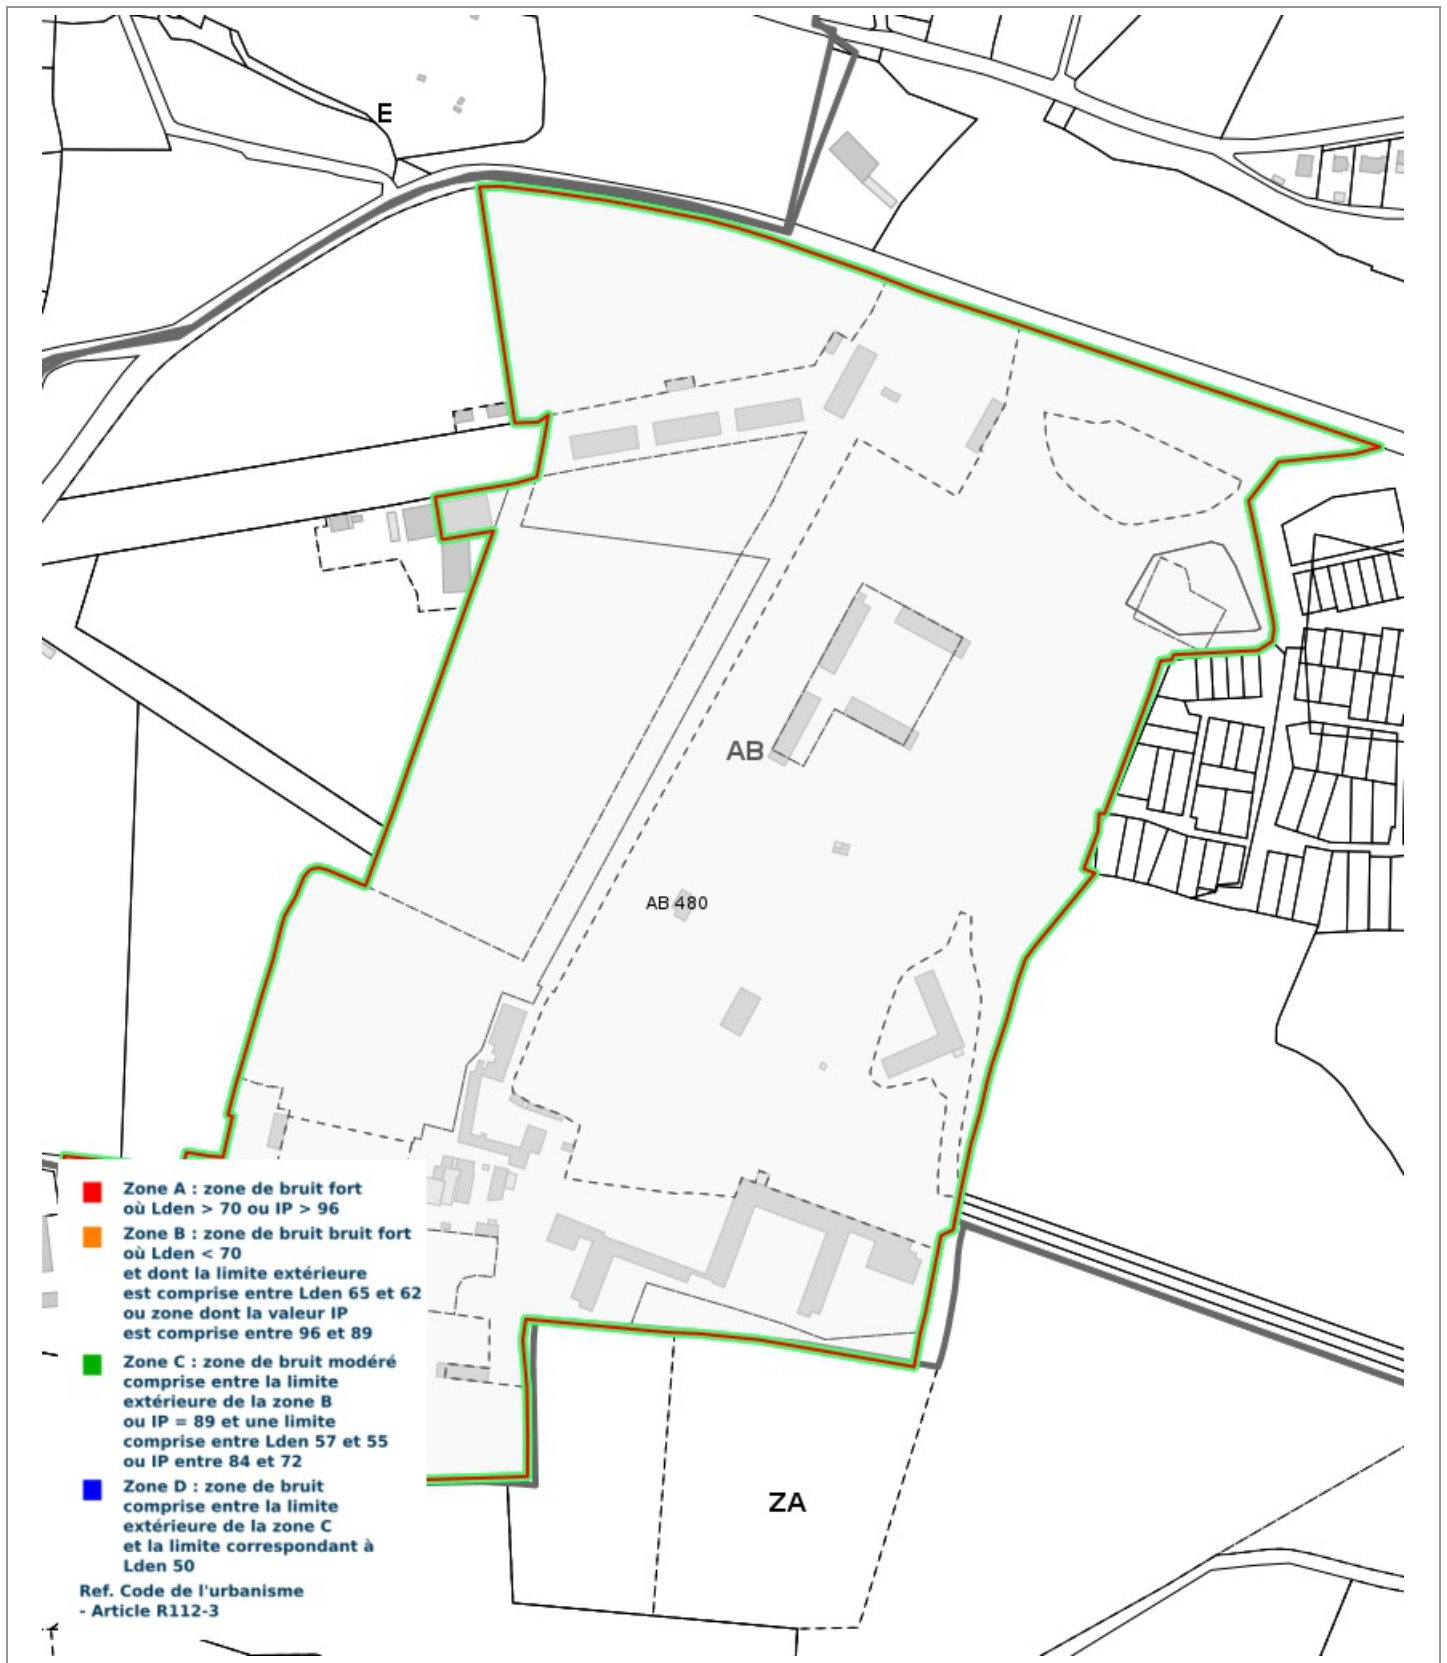 E
AB
AB 480
Zone A : zone de bruit fort
où Lden > 70 ou IP > 96
Zone B : zone de bruit bruit fort
où Lden < 70
et dont la limite extérieure
est comprise entre Lden 65 et 62
ou zone dont la valeur IP
est comprise entre 96 et 89
Zone C : zone de bruit modéré
comprise entre la limite
extérieure de la zone B
ou IP = 89 et une limite
comprise entre Lden 57 et 55
ou IP entre 84 et 72
Zone D : zone de bruit
comprise entre la limite
extérieure de la zone C
et la limite correspondant à
Lden 50
Ref. Code de l'urbanisme
- Article R112-3
ZA